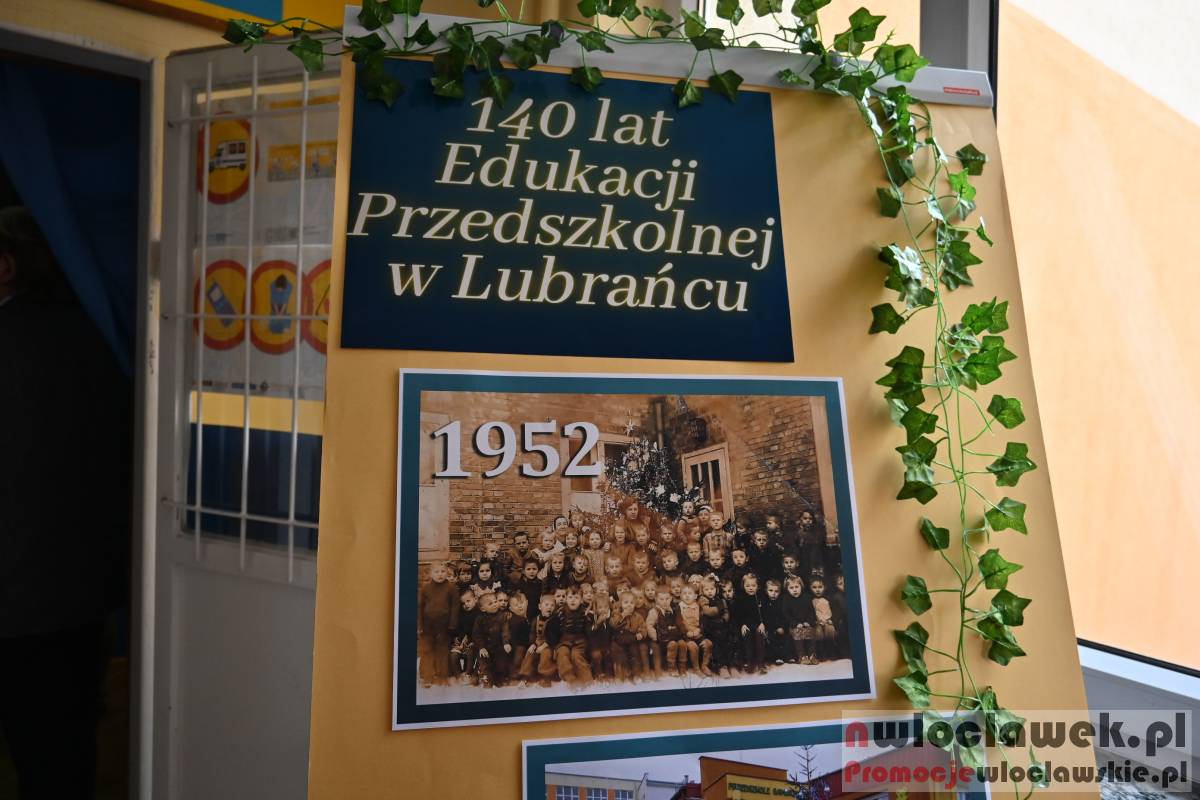 140 lat
Edukacji
Przedszkolnej
w Lubrańcu
1952
nwloclawek.pl
Promocjewloclawskie.pl